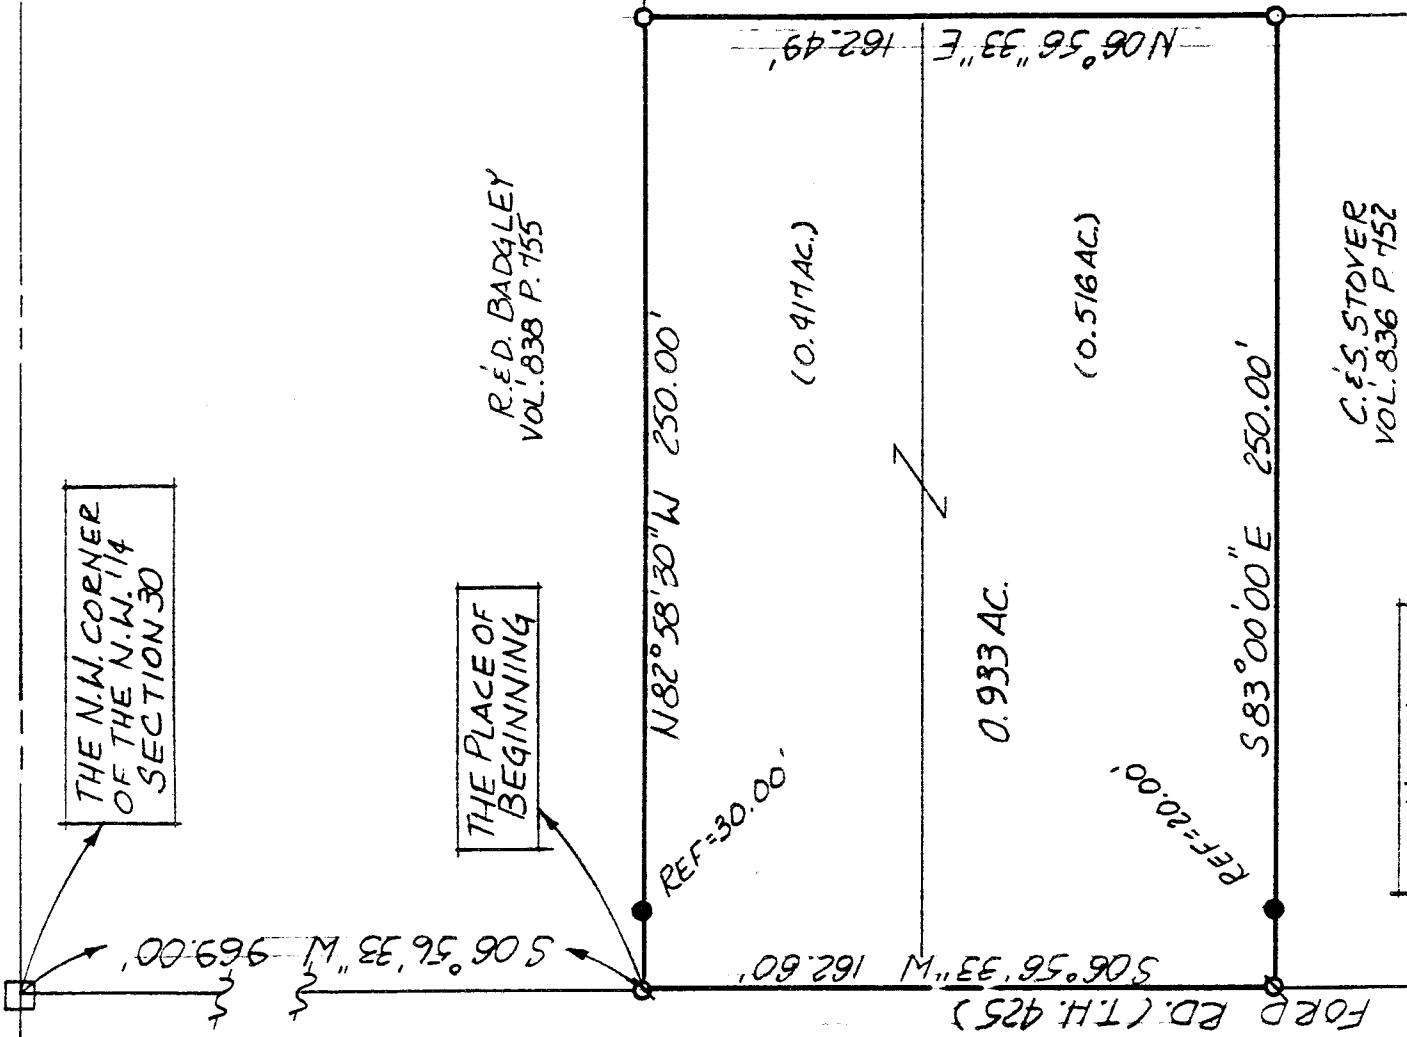 THE N.W. CORNER
OF THE N.W. 1/4
SECTION 30
THE PLACE OF
BEGINNING
R. & D. BADGLEY
VOL. 838 P. 755
S 06° 56' 33" W 969.00'
N 82° 58' 30" W 250.00'
REF=30.00'
N 06° 56' 33" E 162.49'
(0.417 AC.)
(0.516 AC.)
0.933 AC.
S 06° 56' 33" W 162.60'
FORD RD. (T.H. 425)
REF=20.00'
S 83° 00' 00" E 250.00'
C. & S. STOVER
VOL. 836 P. 752